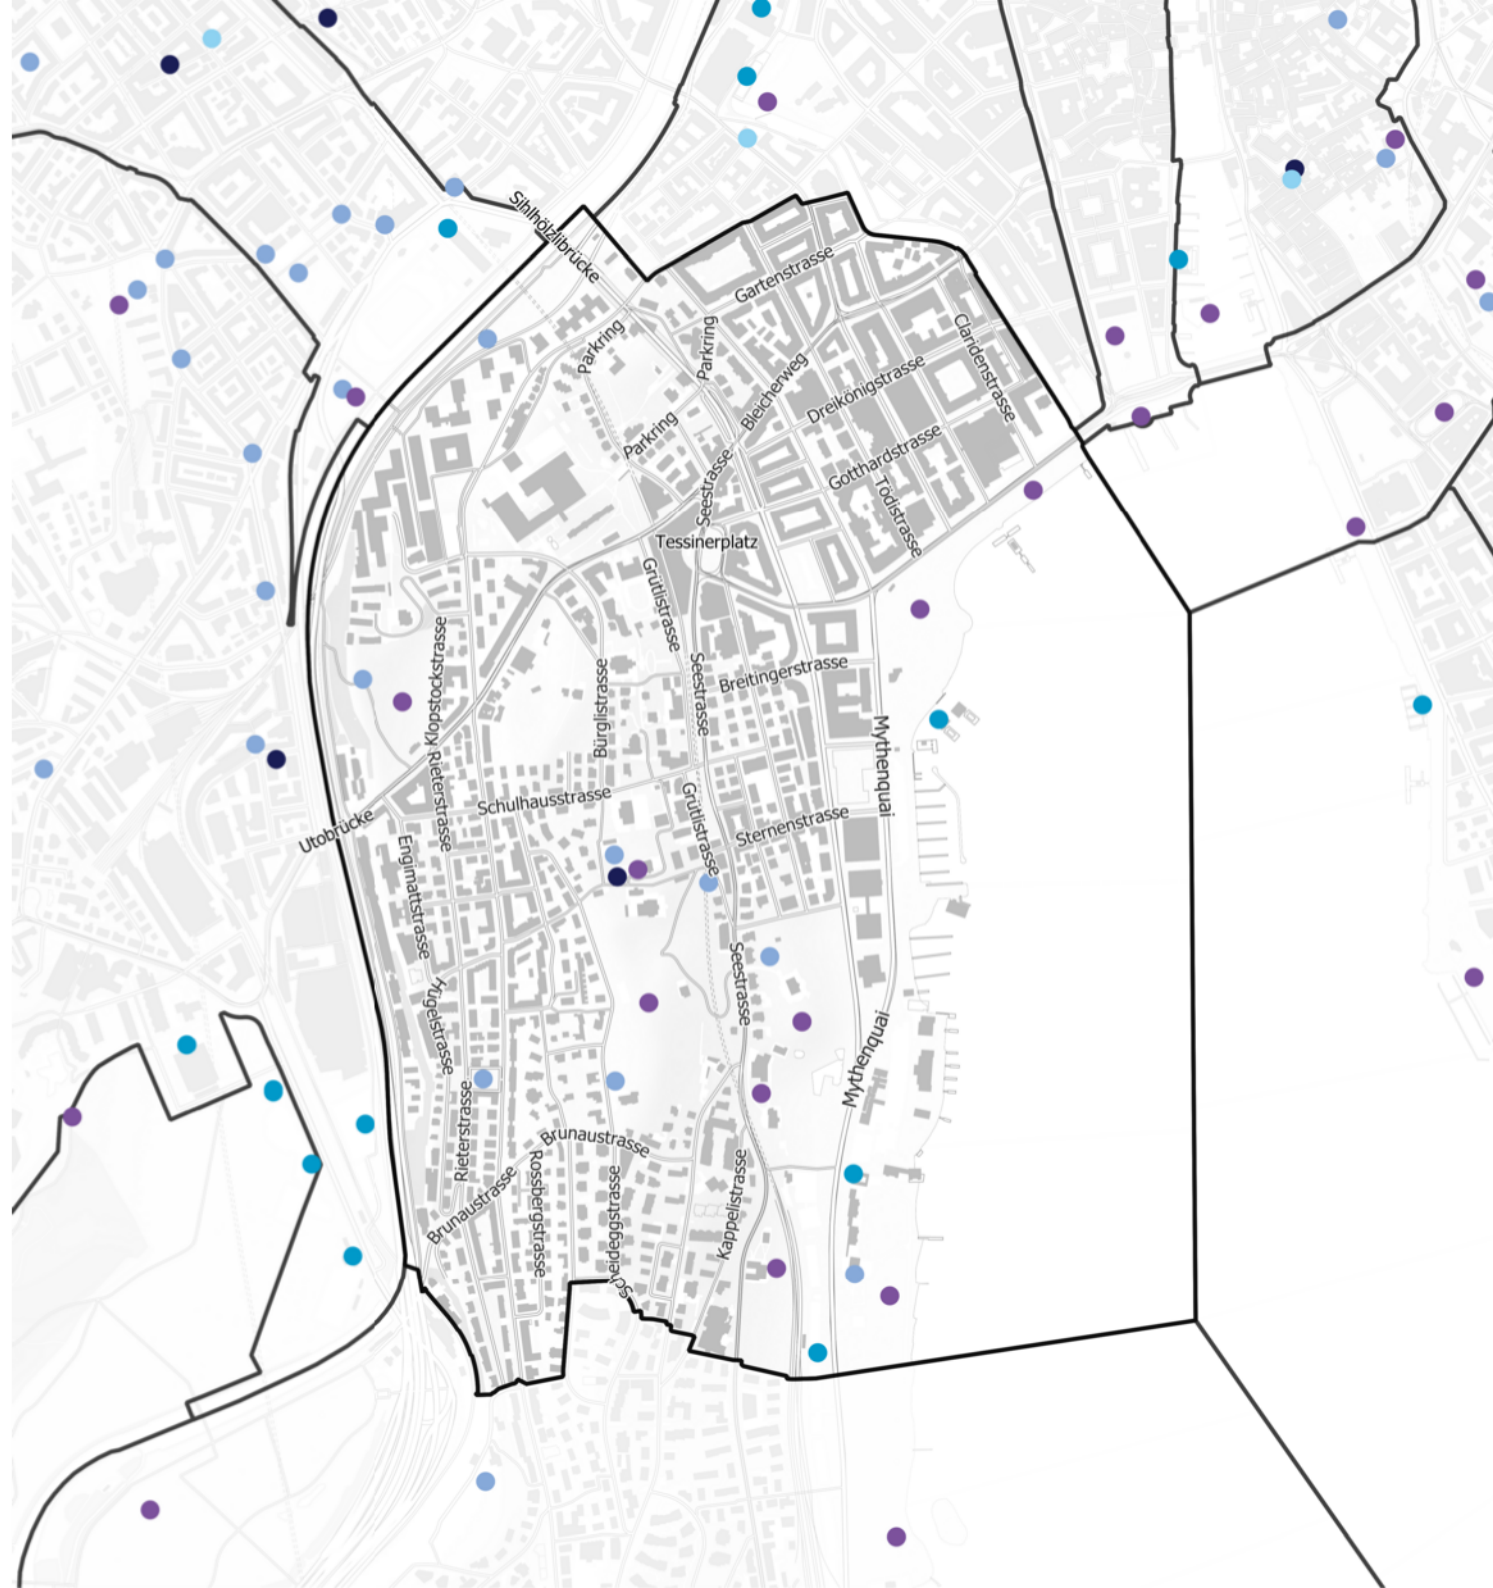 Sihlhölzlibrücke
Gartenstrasse
Parkring
Parkring
Claridenstrasse
Bleicherweg
Dreikönigstrasse
Parkring
Gotthardstrasse
Seestrasse
Tödistrasse
Tessinerplatz
Grütlistrasse
Klopstockstrasse
Bürglistrasse
Seestrasse
Breitingerstrasse
Mythenquai
Rieterstrasse
Schulhausstrasse
Grütlistrasse
Utobrücke
Sternenstrasse
Engimattstrasse
Seestrasse
Hügelstrasse
Mythenquai
Rieterstrasse
Brunaustrasse
Brunaustrasse
Rossbergstrasse
Scheideggstrasse
Kappelistrasse